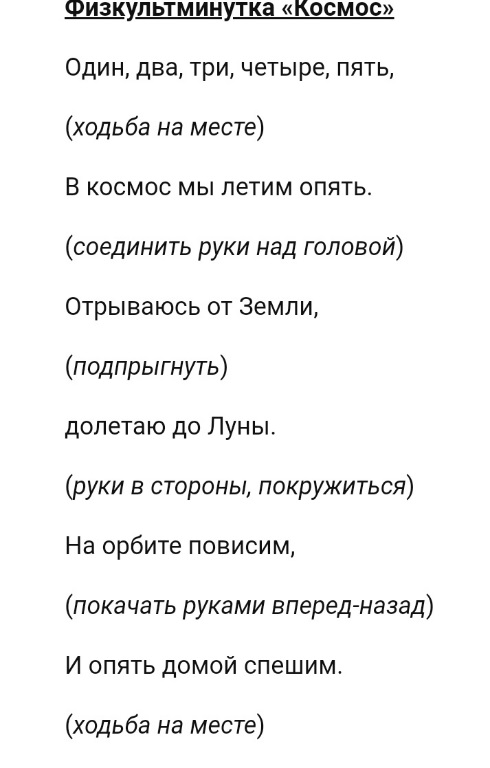 Физкультминутка «Космос»
Один, два, три, четыре, пять,
(ходьба на месте)
В космос мы летим опять.
(соединить руки над головой)
Отрываюсь от Земли,
(подпрыгнуть)
долетаю до Луны.
(руки в стороны, покружиться)
На орбите повисим,
(покачать руками вперед-назад)
И опять домой спешим.
(ходьба на месте)